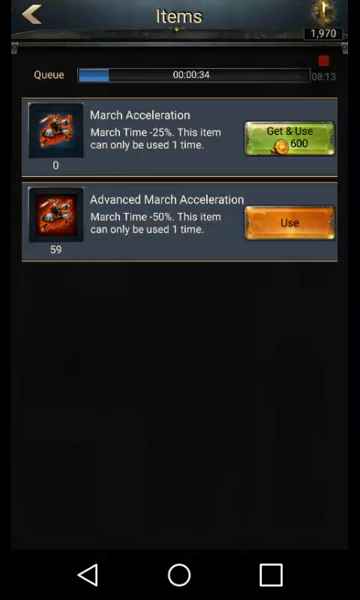 Items
1,970
Queue
00:00:34
08:13
March Acceleration
March Time -25%. This item
can only be used 1 time.
Get & Use
600
0
Advanced March Acceleration
March Time -50%. This item
can only be used 1 time.
Use
59